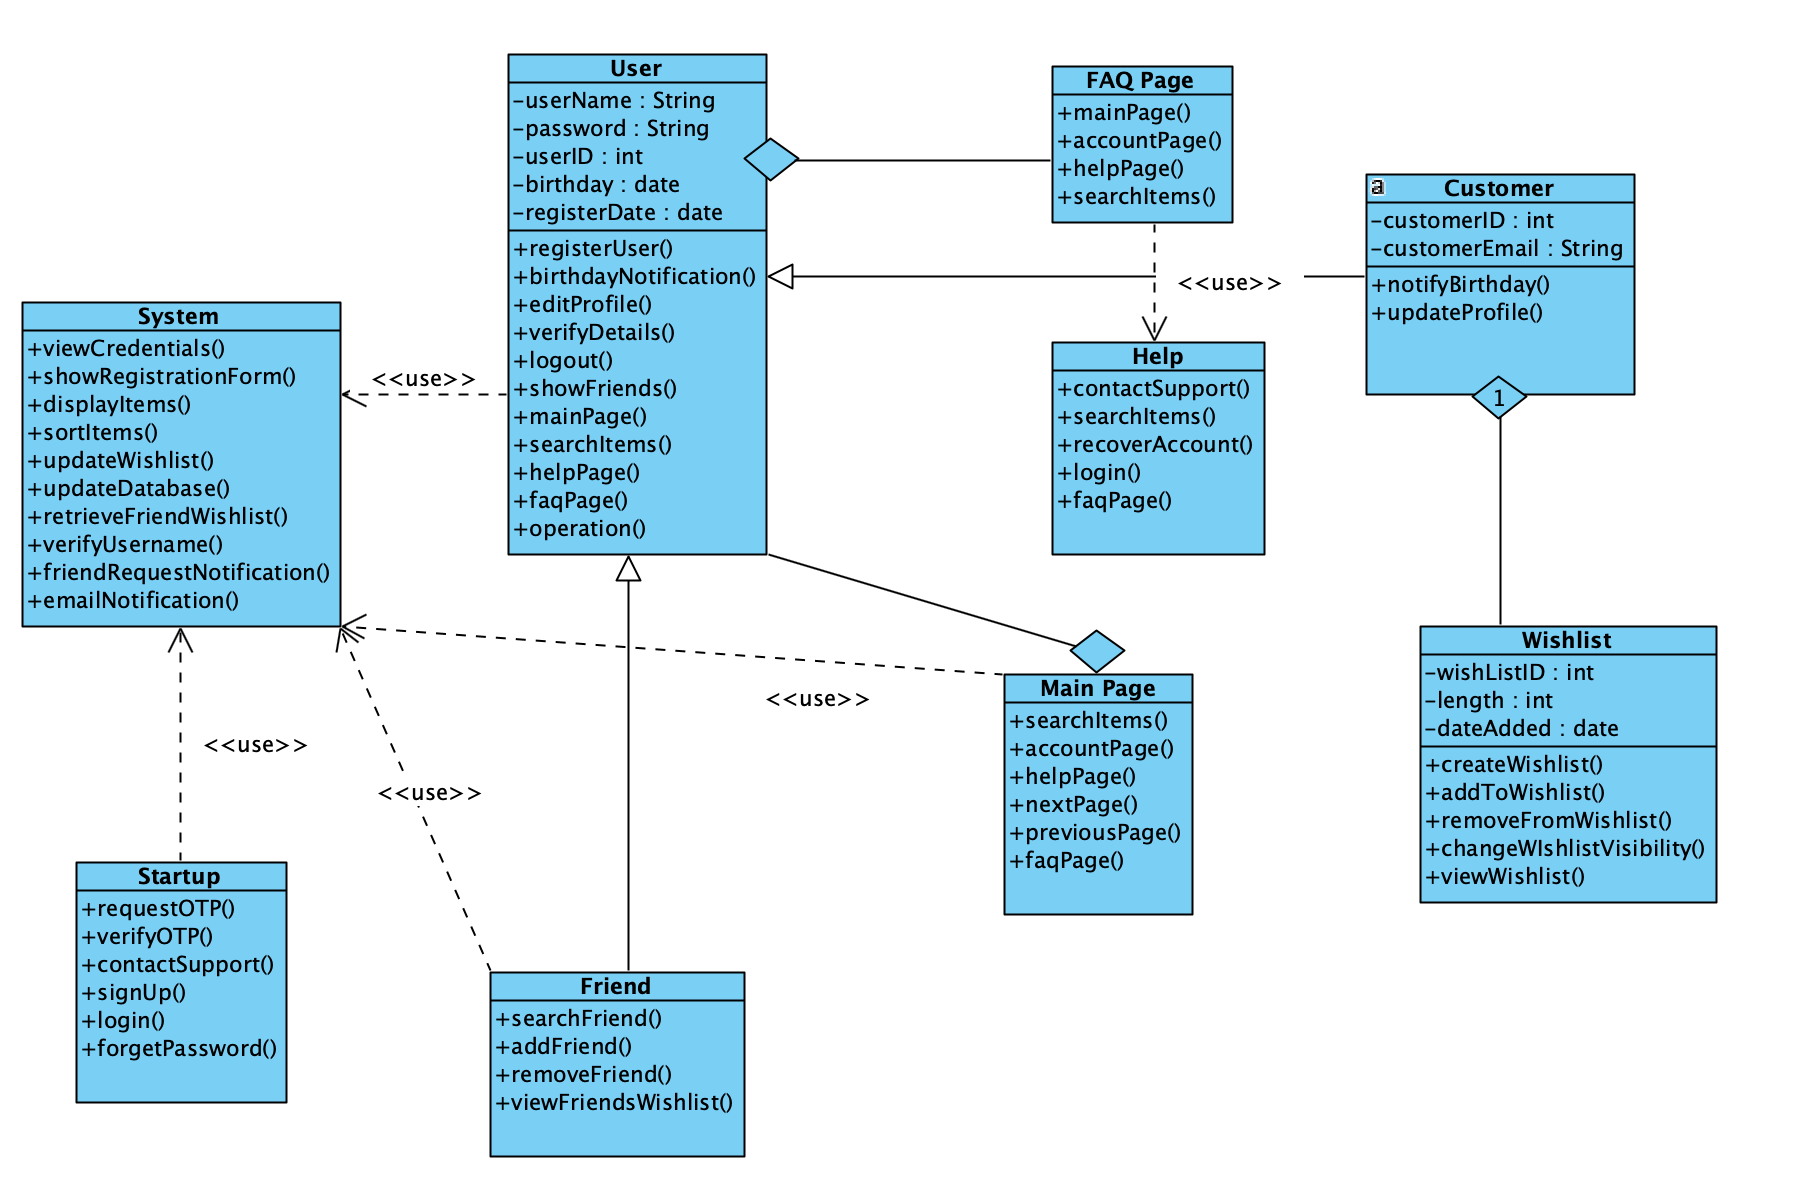 User
-userName : String
-password : String
-userID : int
-birthday : date
-registerDate : date
+registerUser()
+birthdayNotification()
+editProfile()
+verifyDetails()
+logout()
+showFriends()
+mainPage()
+searchItems()
+helpPage()
+faqPage()
+operation()
FAQ Page
+mainPage()
+accountPage()
+helpPage()
+searchItems()
<<use>>
a
Customer
-customerID : int
-customerEmail : String
+notifyBirthday()
+updateProfile()
1
System
+viewCredentials()
+showRegistrationForm()
+displayItems()
+sortItems()
+updateWishlist()
+updateDatabase()
+retrieveFriendWishlist()
+verifyUsername()
+friendRequestNotification()
+emailNotification()
<<use>>
Help
+contactSupport()
+searchItems()
+recoverAccount()
+login()
+faqPage()
<<use>>
<<use>>
<<use>>
Main Page
+searchItems()
+accountPage()
+helpPage()
+nextPage()
+previousPage()
+faqPage()
Wishlist
-wishListID : int
-length : int
-dateAdded : date
+createWishlist()
+addToWishlist()
+removeFromWishlist()
+changeWIshlistVisibility()
+viewWishlist()
Startup
+requestOTP()
+verifyOTP()
+contactSupport()
+signUp()
+login()
+forgetPassword()
Friend
+searchFriend()
+addFriend()
+removeFriend()
+viewFriendsWishlist()